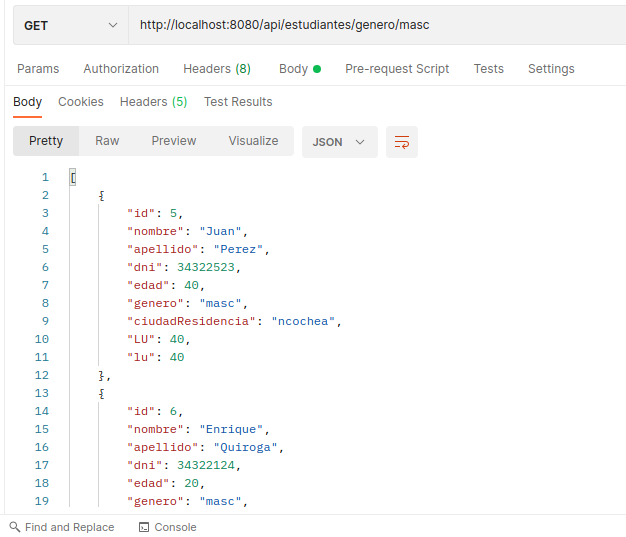 GET http://localhost:8080/api/estudiantes/genero/masc
Params Authorization Headers (8) Body Pre-request Script Tests Settings
Body Cookies Headers (5) Test Results
Pretty Raw Preview Visualize JSON
1 [
2 {
3 "id": 5,
4 "nombre": "Juan",
5 "apellido": "Perez",
6 "dni": 34322523,
7 "edad": 40,
8 "genero": "masc",
9 "ciudadResidencia": "ncochea",
10 "LU": 40,
11 "lu": 40
12 },
13 {
14 "id": 6,
15 "nombre": "Enrique",
16 "apellido": "Quiroga",
17 "dni": 34322124,
18 "edad": 20,
19 "genero": "masc",
Find and Replace Console